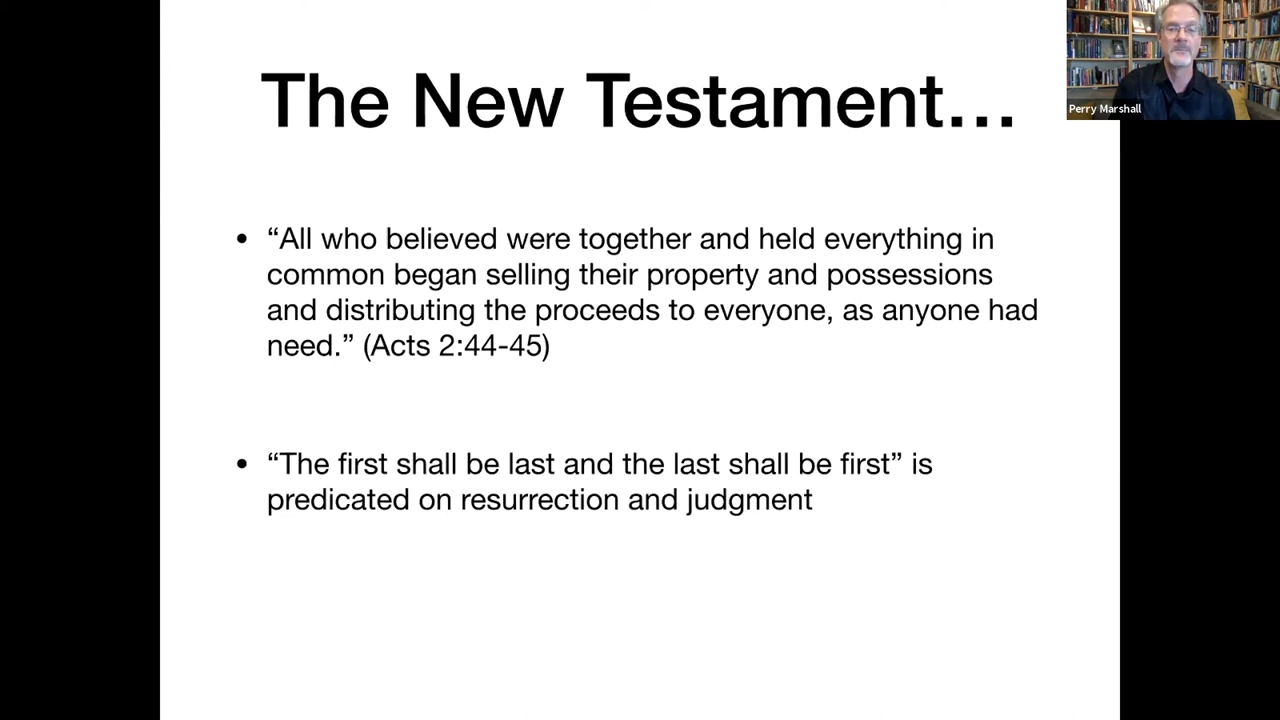 The New Testament…
Perry Marshall
• “All who believed were together and held everything in
common began selling their property and possessions
and distributing the proceeds to everyone, as anyone had
need.” (Acts 2:44-45)
• “The first shall be last and the last shall be first” is
predicated on resurrection and judgment